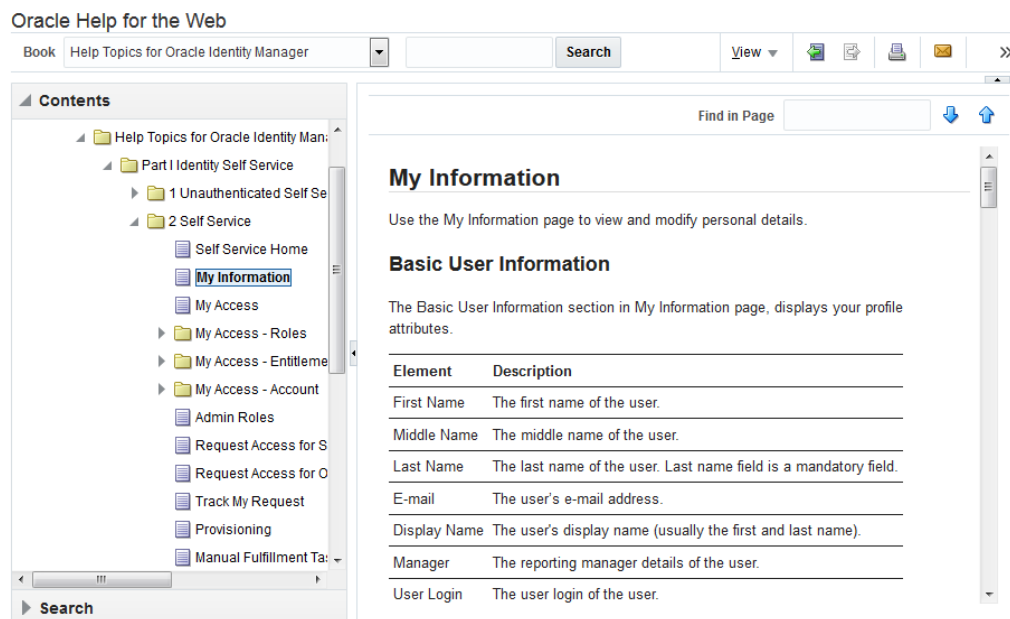 Oracle Help for the Web
Book Help Topics for Oracle Identity Manager Search View
Contents
Help Topics for Oracle Identity Mana
Part I Identity Self Service
1 Unauthenticated Self Se
2 Self Service
Self Service Home
My Information
My Access
My Access - Roles
My Access - Entitleme
My Access - Account
Admin Roles
Request Access for S
Request Access for O
Track My Request
Provisioning
Manual Fulfillment Tas
Search
Find in Page
My Information
Use the My Information page to view and modify personal details.
Basic User Information
The Basic User Information section in My Information page, displays your profile
attributes.
Element Description
First Name The first name of the user.
Middle Name The middle name of the user.
Last Name The last name of the user. Last name field is a mandatory field.
E-mail The user's e-mail address.
Display Name The user's display name (usually the first and last name).
Manager The reporting manager details of the user.
User Login The user login of the user.